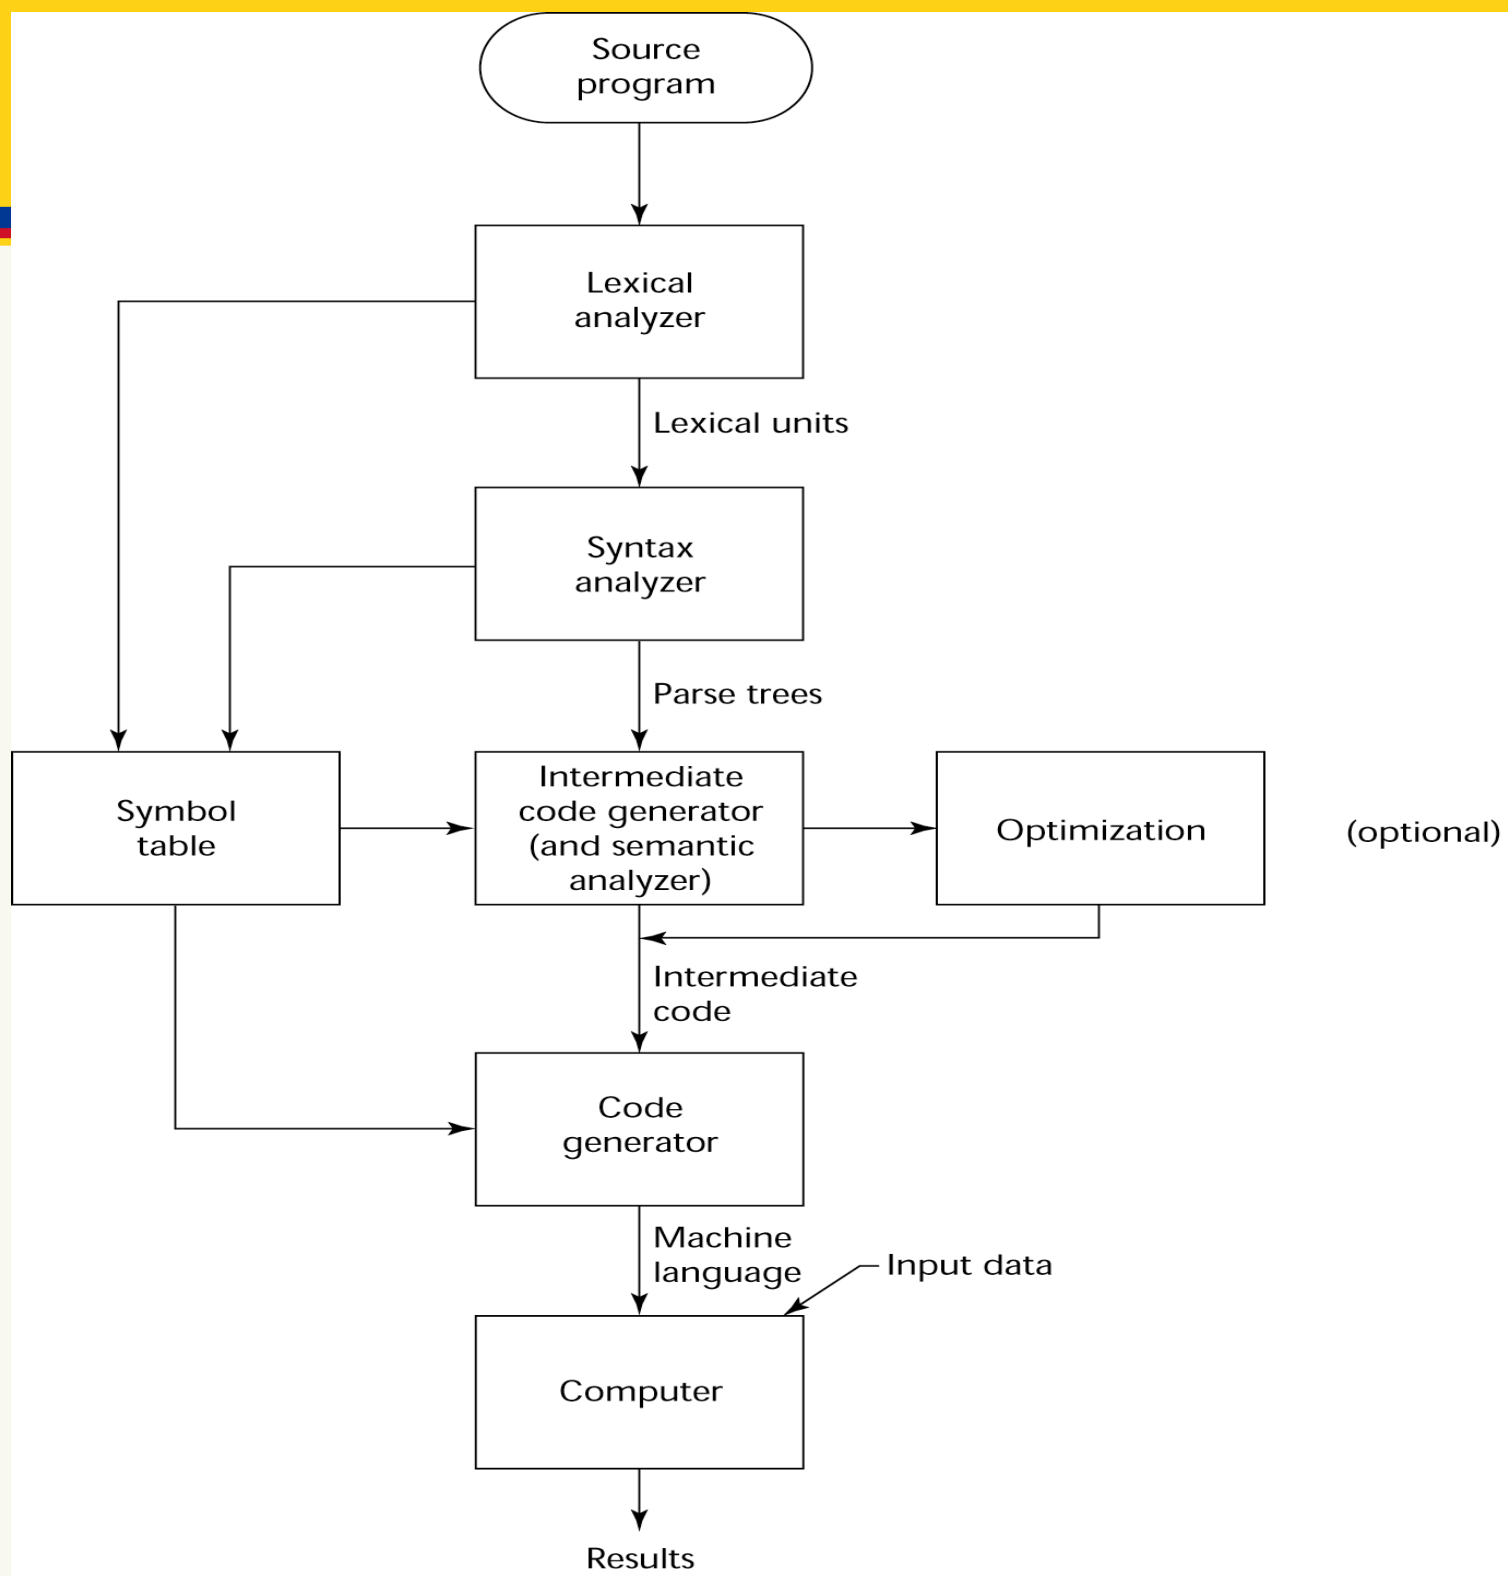 Source
program
Lexical
analyzer
Lexical units
Syntax
analyzer
Parse trees
Symbol
table
Intermediate
code generator
(and semantic
analyzer)
Optimization
(optional)
Intermediate
code
Code
generator
Machine
language
Input data
Computer
Results